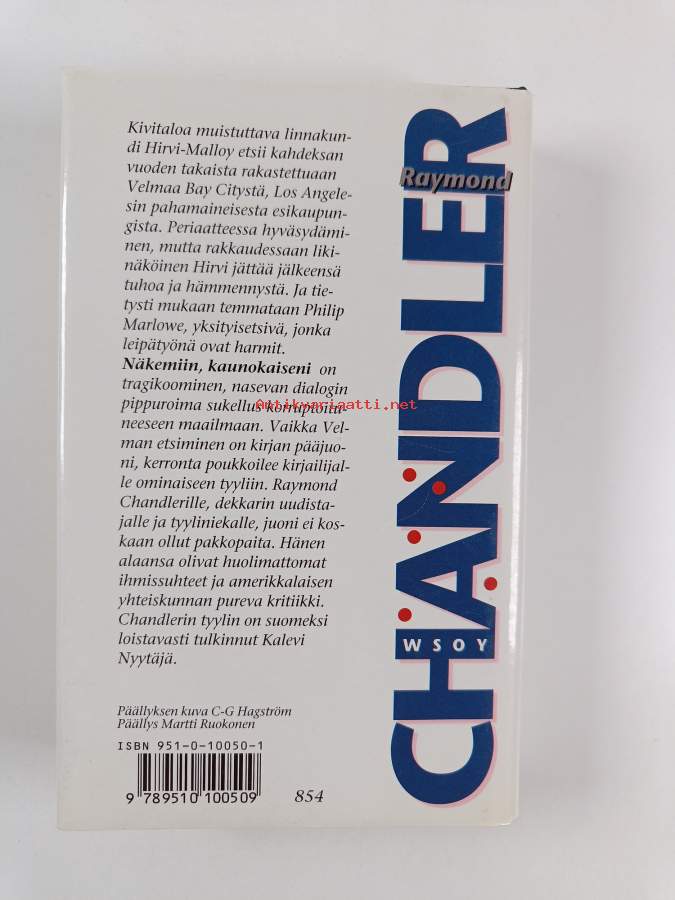 Kivitaloa muistuttava linnakun-
di Hirvi-Malloy etsii kahdeksan
vuoden takaista rakastettuaan
Velmaa Bay Citystä, Los Angele-
sin pahamaineisesta esikaupun-
gista. Periaatteessa hyväsydämi-
nen, mutta rakkaudessaan liki-
näköinen Hirvi jättää jälkeensä
tuhoa ja hämmennystä. Ja tie-
tysti mukaan temmataan Philip
Marlowe, yksityisetsivä, jonka
leipätyönä ovat harmit.
Näkemiin, kaunokaiseni on
tragikoominen, nasevan dialogin
pippuroima sukellus korruptoitu-
neeseen maailmaan. Vaikka Vel-
man etsiminen on kirjan pääjuo-
ni, kerronta poukkoilee kirjailijal-
le ominaiseen tyyliin. Raymond
Chandlerille, dekkarin uudista-
jalle ja tyyliniekalle, juoni ei kos-
kaan ollut pakkopaita. Hänen
alaansa olivat huolimattomat
ihmissuhteet ja amerikkalaisen
yhteiskunnan pureva kritiikki.
Chandlerin tyylin on suomeksi
loistavasti tulkinnut Kalevi
Nyytäjä.
Päällyksen kuva C-G Hagström
Päällys Martti Ruokonen
ISBN 951-0-10050-1
9 789510 100509
854
Raymond
CHANDLER
WSOY
Antikvariaatti.net